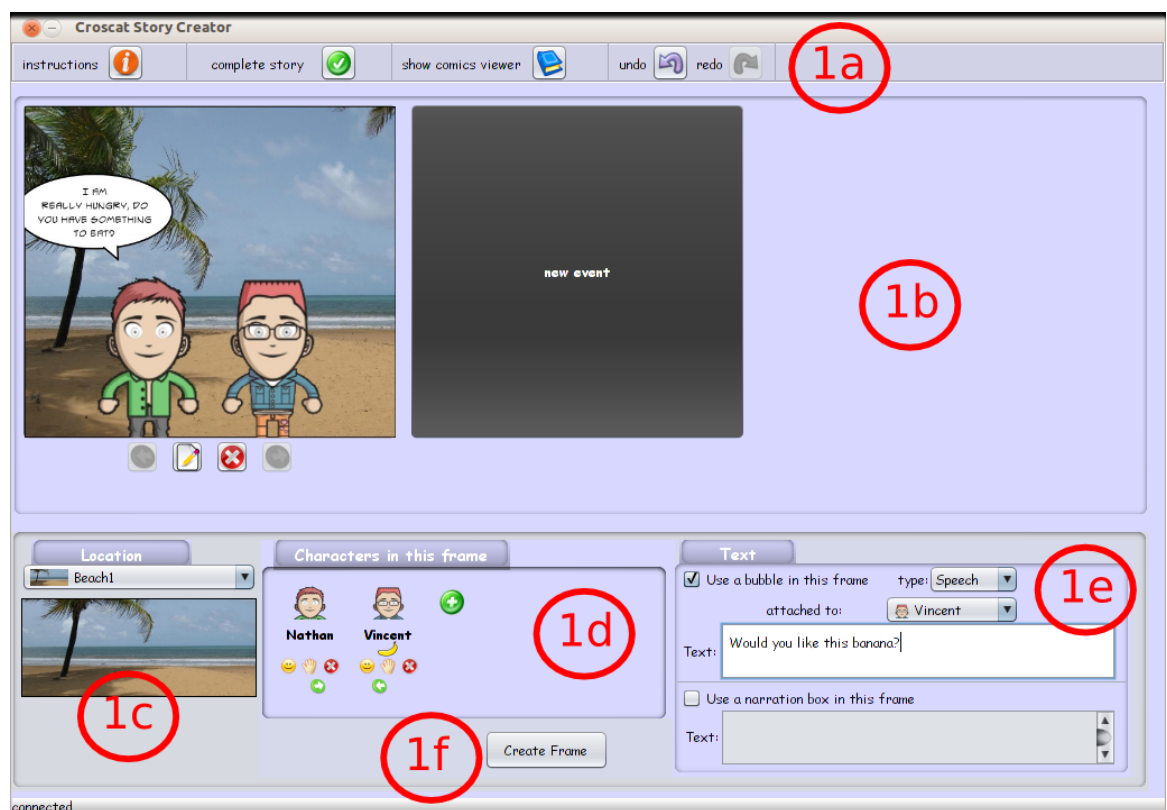 Croscat Story Creator
instructions complete story show comics viewer undo redo 1a
I AM
REALLY HUNGRY, DO
YOU HAVE SOMETHING
TO EAT?
new event
1b
Location
Beach1
1c
Characters in this frame
Nathan Vincent
1d
1f
Create Frame
Text
Use a bubble in this frame type: Speech
attached to: Vincent
1e
Text: Would you like this banana?
Use a narration box in this frame
Text:
connected